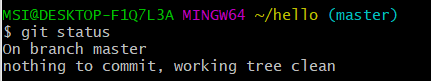 MSI@DESKTOP-F1Q7L3A MINGW64 ~/hello (master)
$ git status
On branch master
nothing to commit, working tree clean